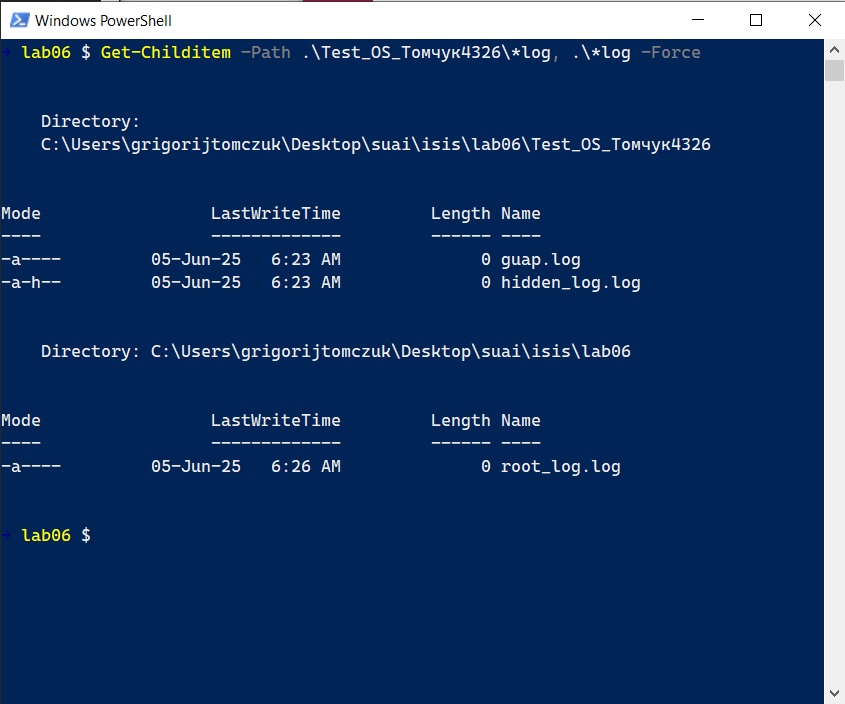 Windows PowerShell
→ lab06 $ Get-Childitem -Path .\Test_OS_Томчук4326\*log, .\*log -Force
Directory:
C:\Users\grigorijtomczuk\Desktop\suai\isis\lab06\Test_OS_Томчук4326
Mode LastWriteTime Length Name
---- ------------- ------ ----
-a---- 05-Jun-25 6:23 AM 0 guap.log
-a-h-- 05-Jun-25 6:23 AM 0 hidden_log.log
Directory: C:\Users\grigorijtomczuk\Desktop\suai\isis\lab06
Mode LastWriteTime Length Name
---- ------------- ------ ----
-a---- 05-Jun-25 6:26 AM 0 root_log.log
→ lab06 $